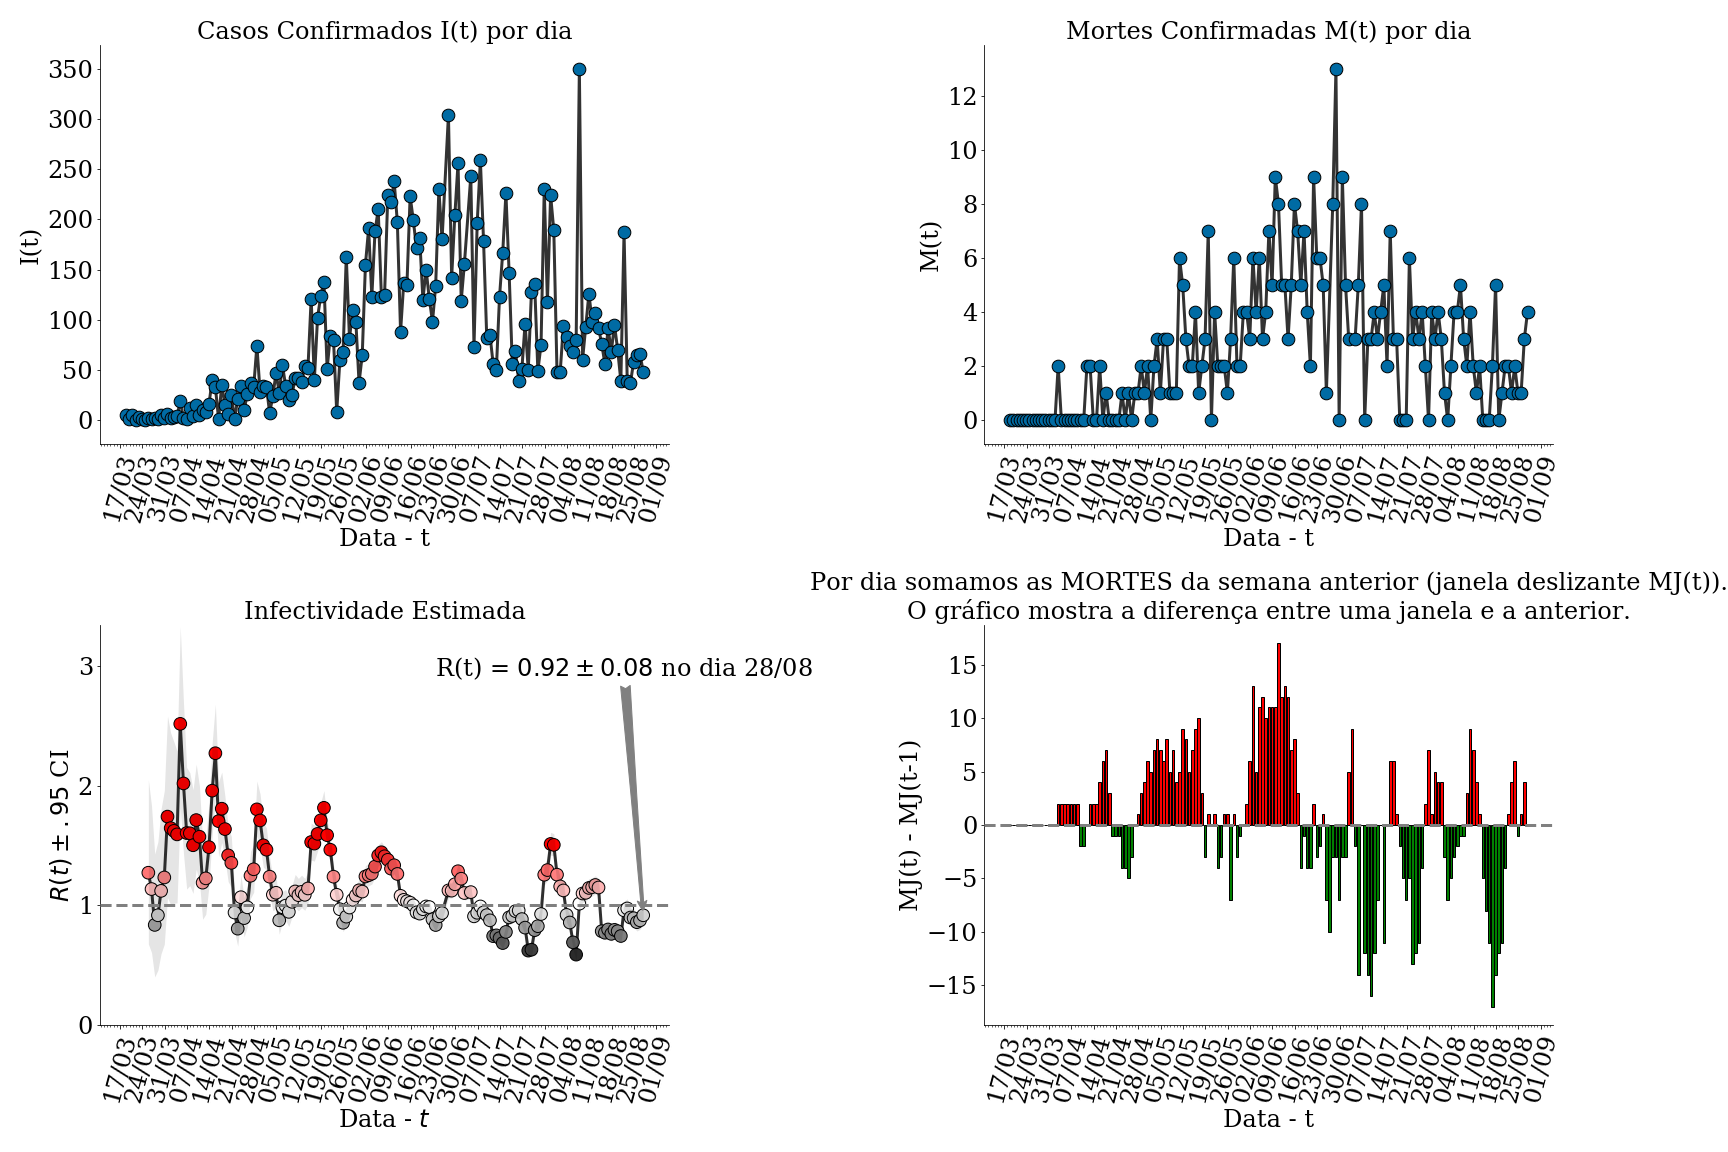 Casos Confirmados I(t) por dia
I(t)
350
300
250
200
150
100
50
0
17/03 24/03 31/03 07/04 14/04 21/04 28/04 05/05 12/05 19/05 26/05 02/06 09/06 16/06 23/06 30/06 07/07 14/07 21/07 28/07 04/08 11/08 18/08 25/08 01/09
Data - t
Mortes Confirmadas M(t) por dia
M(t)
12
10
8
6
4
2
0
17/03 24/03 31/03 07/04 14/04 21/04 28/04 05/05 12/05 19/05 26/05 02/06 09/06 16/06 23/06 30/06 07/07 14/07 21/07 28/07 04/08 11/08 18/08 25/08 01/09
Data - t
Infectividade Estimada
R(t) = 0.92 ± 0.08 no dia 28/08
R(t) ± .95 CI
3
2
1
0
17/03 24/03 31/03 07/04 14/04 21/04 28/04 05/05 12/05 19/05 26/05 02/06 09/06 16/06 23/06 30/06 07/07 14/07 21/07 28/07 04/08 11/08 18/08 25/08 01/09
Data - t
Por dia somamos as MORTES da semana anterior (janela deslizante MJ(t)).
O gráfico mostra a diferença entre uma janela e a anterior.
MJ(t) - MJ(t-1)
15
10
5
0
−5
−10
−15
17/03 24/03 31/03 07/04 14/04 21/04 28/04 05/05 12/05 19/05 26/05 02/06 09/06 16/06 23/06 30/06 07/07 14/07 21/07 28/07 04/08 11/08 18/08 25/08 01/09
Data - t